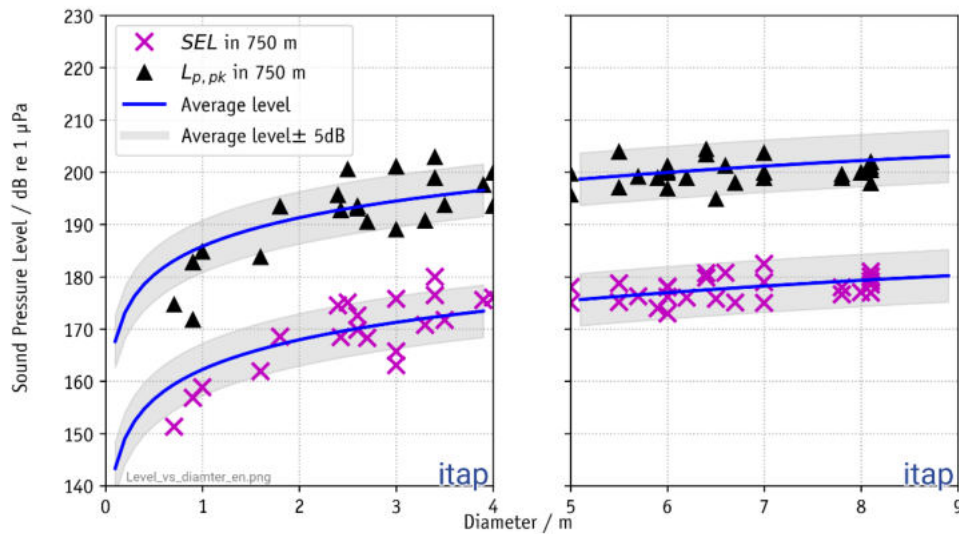 230
220
210
200
190
180
170
160
150
140
Sound Pressure Level / dB re 1 µPa
SEL in 750 m
Lp, pk in 750 m
Average level
Average level± 5dB
Level_vs_diamter_en.png
itap
itap
0 1 2 3 4
5 6 7 8 9
Diameter / m